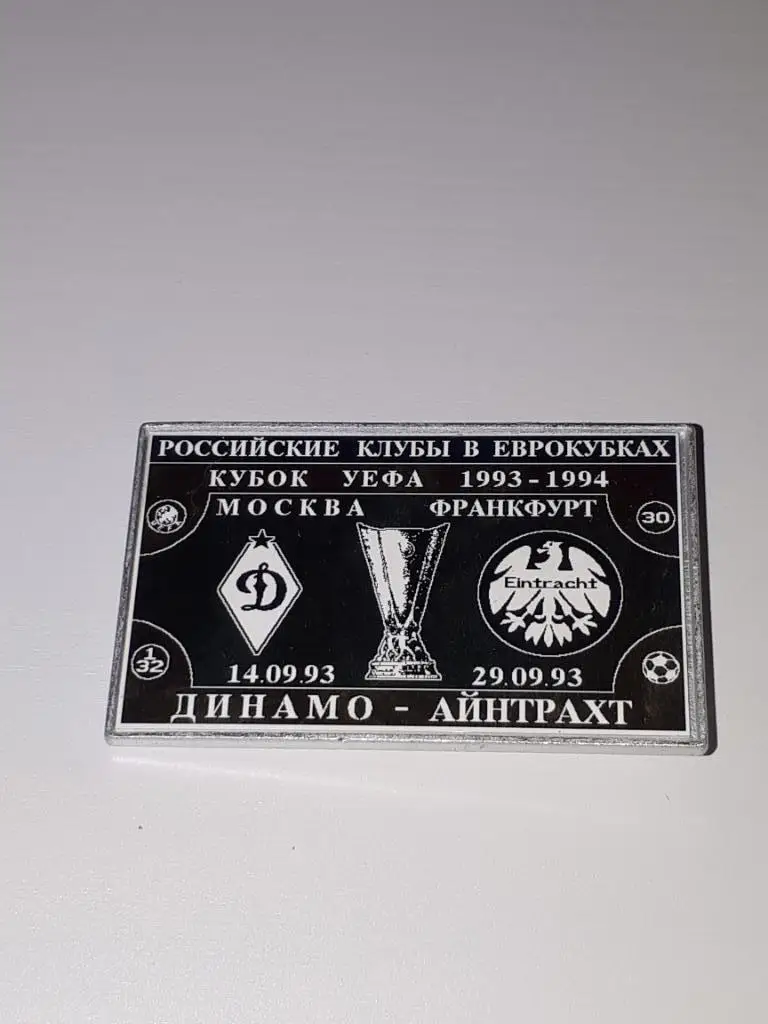 РОССИЙСКИЕ КЛУБЫ В ЕВРОКУБКАХ
КУБОК УЕФА 1993-1994
МОСКВА ФРАНКФУРТ
30
Д
Eintracht
1/32
14.09.93 29.09.93
ДИНАМО - АЙНТРАХТ